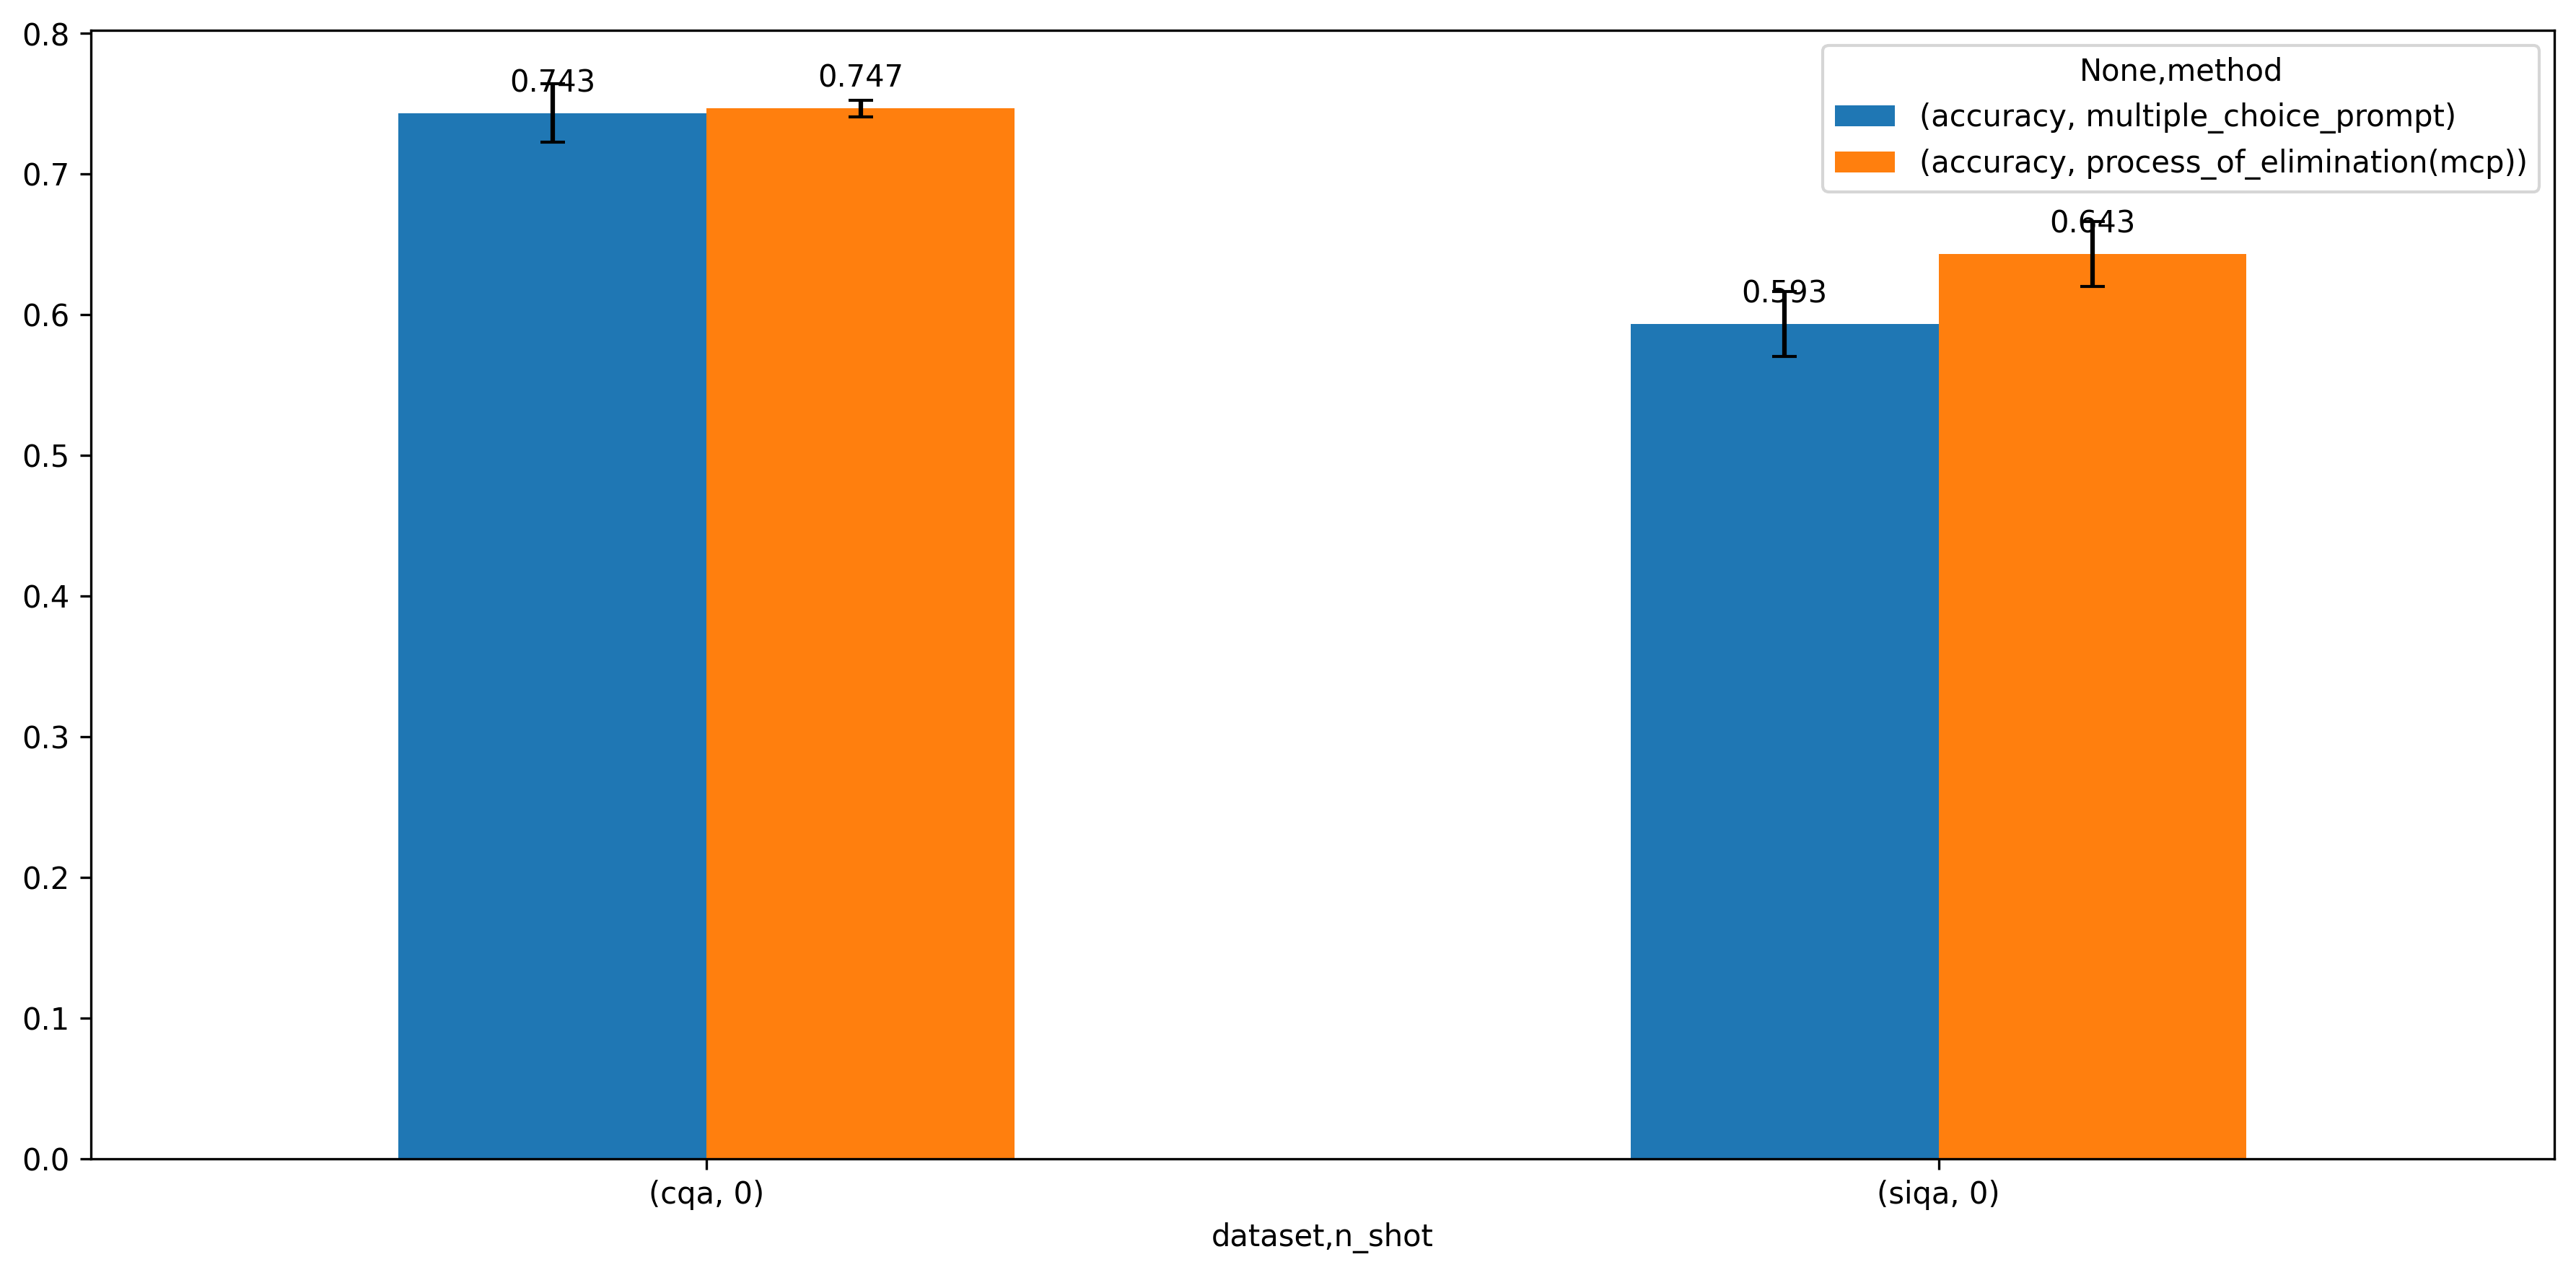 0.8
0.7
0.6
0.5
0.4
0.3
0.2
0.1
0.0
0.743
0.747
0.593
0.643
None,method
(accuracy, multiple_choice_prompt)
(accuracy, process_of_elimination(mcp))
(cqa, 0)
(siqa, 0)
dataset,n_shot